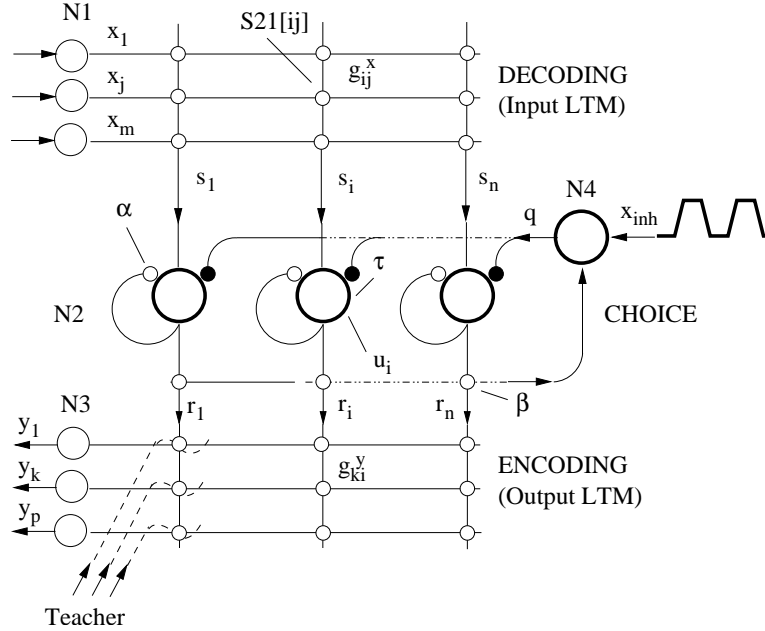 N1
x_1
S21[ij]
x_j
g_ij^x
DECODING
(Input LTM)
x_m
s_1
s_i
s_n
N4
α
q
x_inh
τ
N2
CHOICE
u_i
N3
r_1
r_i
r_n
β
y_1
y_k
g_ki^y
ENCODING
(Output LTM)
y_p
Teacher